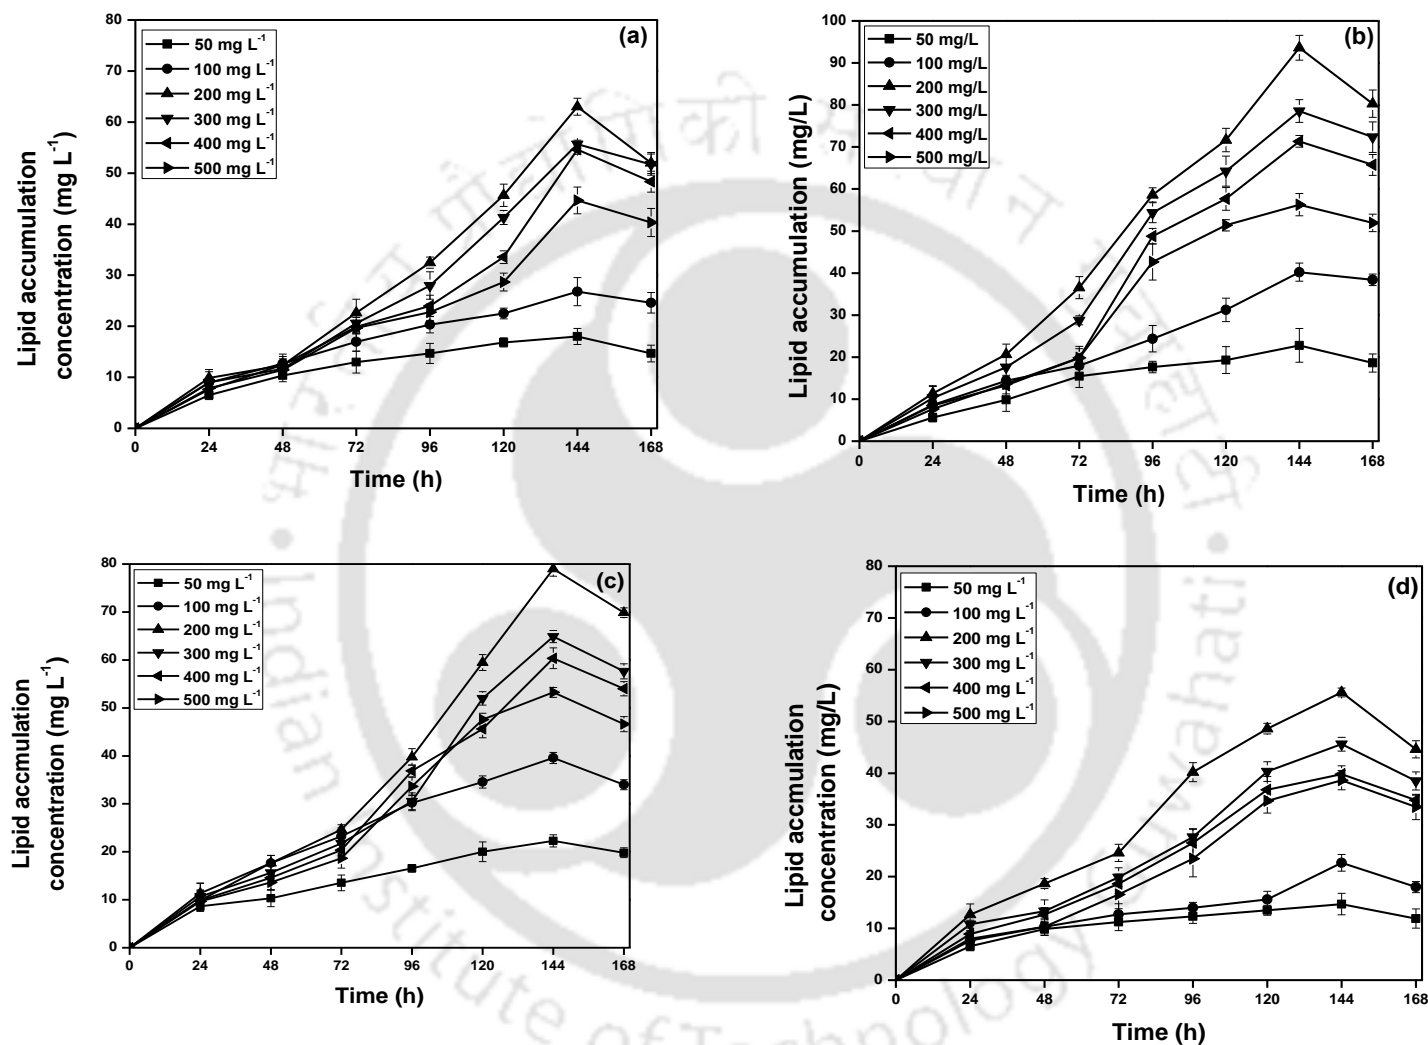 (a)
50 mg L⁻¹
100 mg L⁻¹
200 mg L⁻¹
300 mg L⁻¹
400 mg L⁻¹
500 mg L⁻¹
Lipid accumulation
concentration (mg L⁻¹)
80
70
60
50
40
30
20
10
0
0 24 48 72 96 120 144 168
Time (h)
(b)
50 mg/L
100 mg/L
200 mg/L
300 mg/L
400 mg/L
500 mg/L
Lipid accumulation (mg/L)
100
90
80
70
60
50
40
30
20
10
0
0 24 48 72 96 120 144 168
Time (h)
(c)
50 mg L⁻¹
100 mg L⁻¹
200 mg L⁻¹
300 mg L⁻¹
400 mg L⁻¹
500 mg L⁻¹
Lipid accmulation
concentration (mg L⁻¹)
80
70
60
50
40
30
20
10
0
0 24 48 72 96 120 144 168
Time (h)
(d)
50 mg L⁻¹
100 mg L⁻¹
200 mg L⁻¹
300 mg L⁻¹
400 mg L⁻¹
500 mg L⁻¹
Lipid accmulation
concentration (mg/L)
80
70
60
50
40
30
20
10
0
0 24 48 72 96 120 144 168
Time (h)
Indian Institute of Technology Guwahati